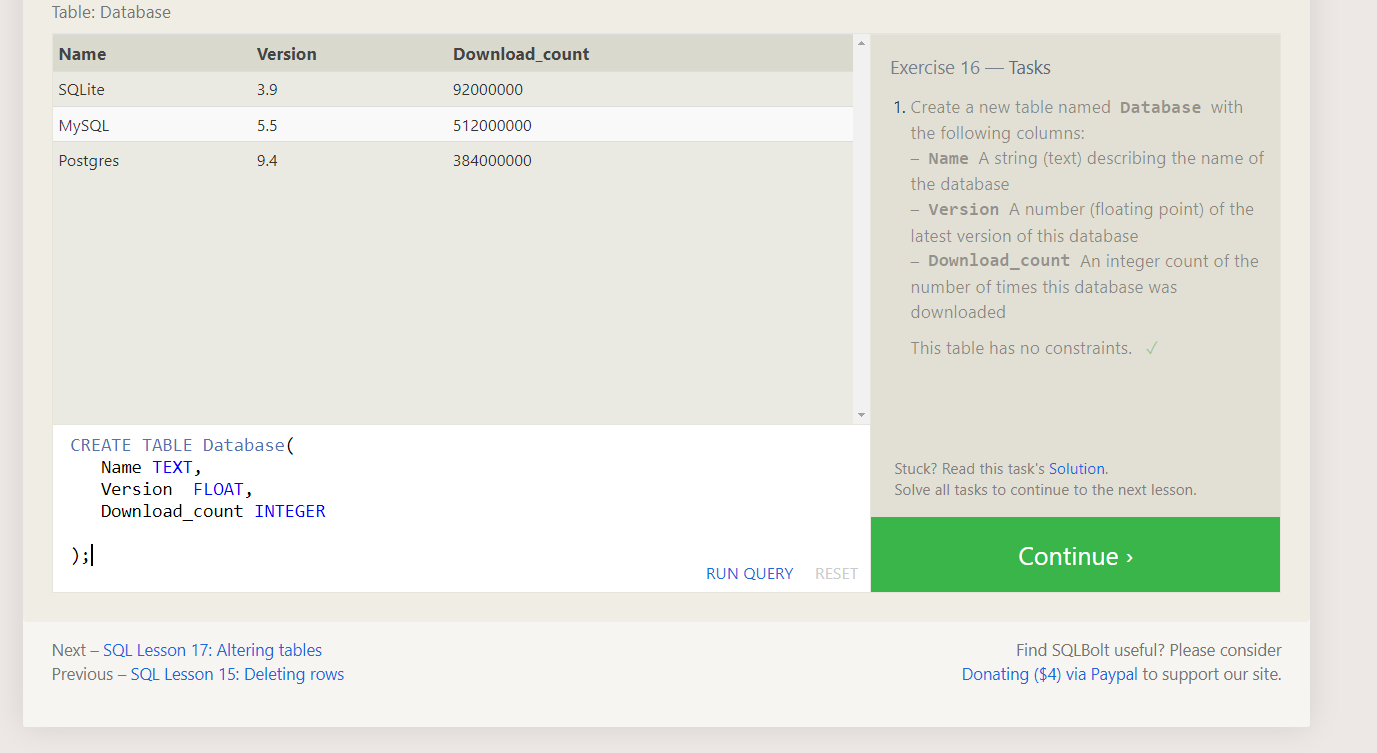 Table: Database
Name Version Download_count
SQLite 3.9 92000000
MySQL 5.5 512000000
Postgres 9.4 384000000
Exercise 16 — Tasks
1. Create a new table named Database with
the following columns:
– Name A string (text) describing the name of
the database
– Version A number (floating point) of the
latest version of this database
– Download_count An integer count of the
number of times this database was
downloaded
This table has no constraints. ✓
Stuck? Read this task's Solution.
Solve all tasks to continue to the next lesson.
Continue ›
CREATE TABLE Database(
Name TEXT,
Version FLOAT,
Download_count INTEGER
);
RUN QUERY RESET
Next – SQL Lesson 17: Altering tables
Previous – SQL Lesson 15: Deleting rows
Find SQLBolt useful? Please consider
Donating ($4) via Paypal to support our site.